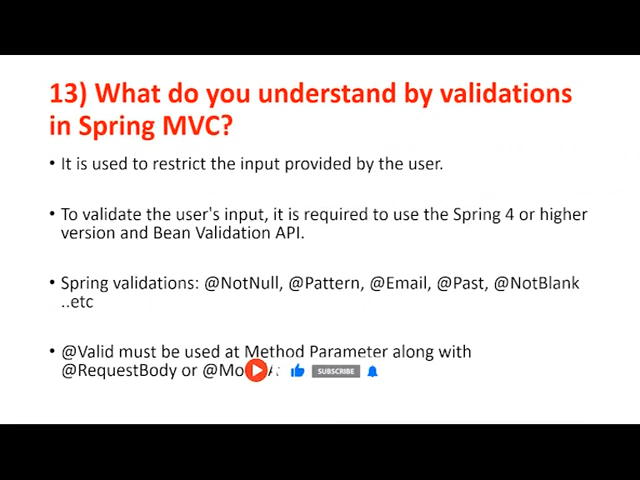 13) What do you understand by validations
in Spring MVC?
• It is used to restrict the input provided by the user.
• To validate the user's input, it is required to use the Spring 4 or higher
version and Bean Validation API.
• Spring validations: @NotNull, @Pattern, @Email, @Past, @NotBlank
..etc
• @Valid must be used at Method Parameter along with
@RequestBody or
SUBSCRIBE